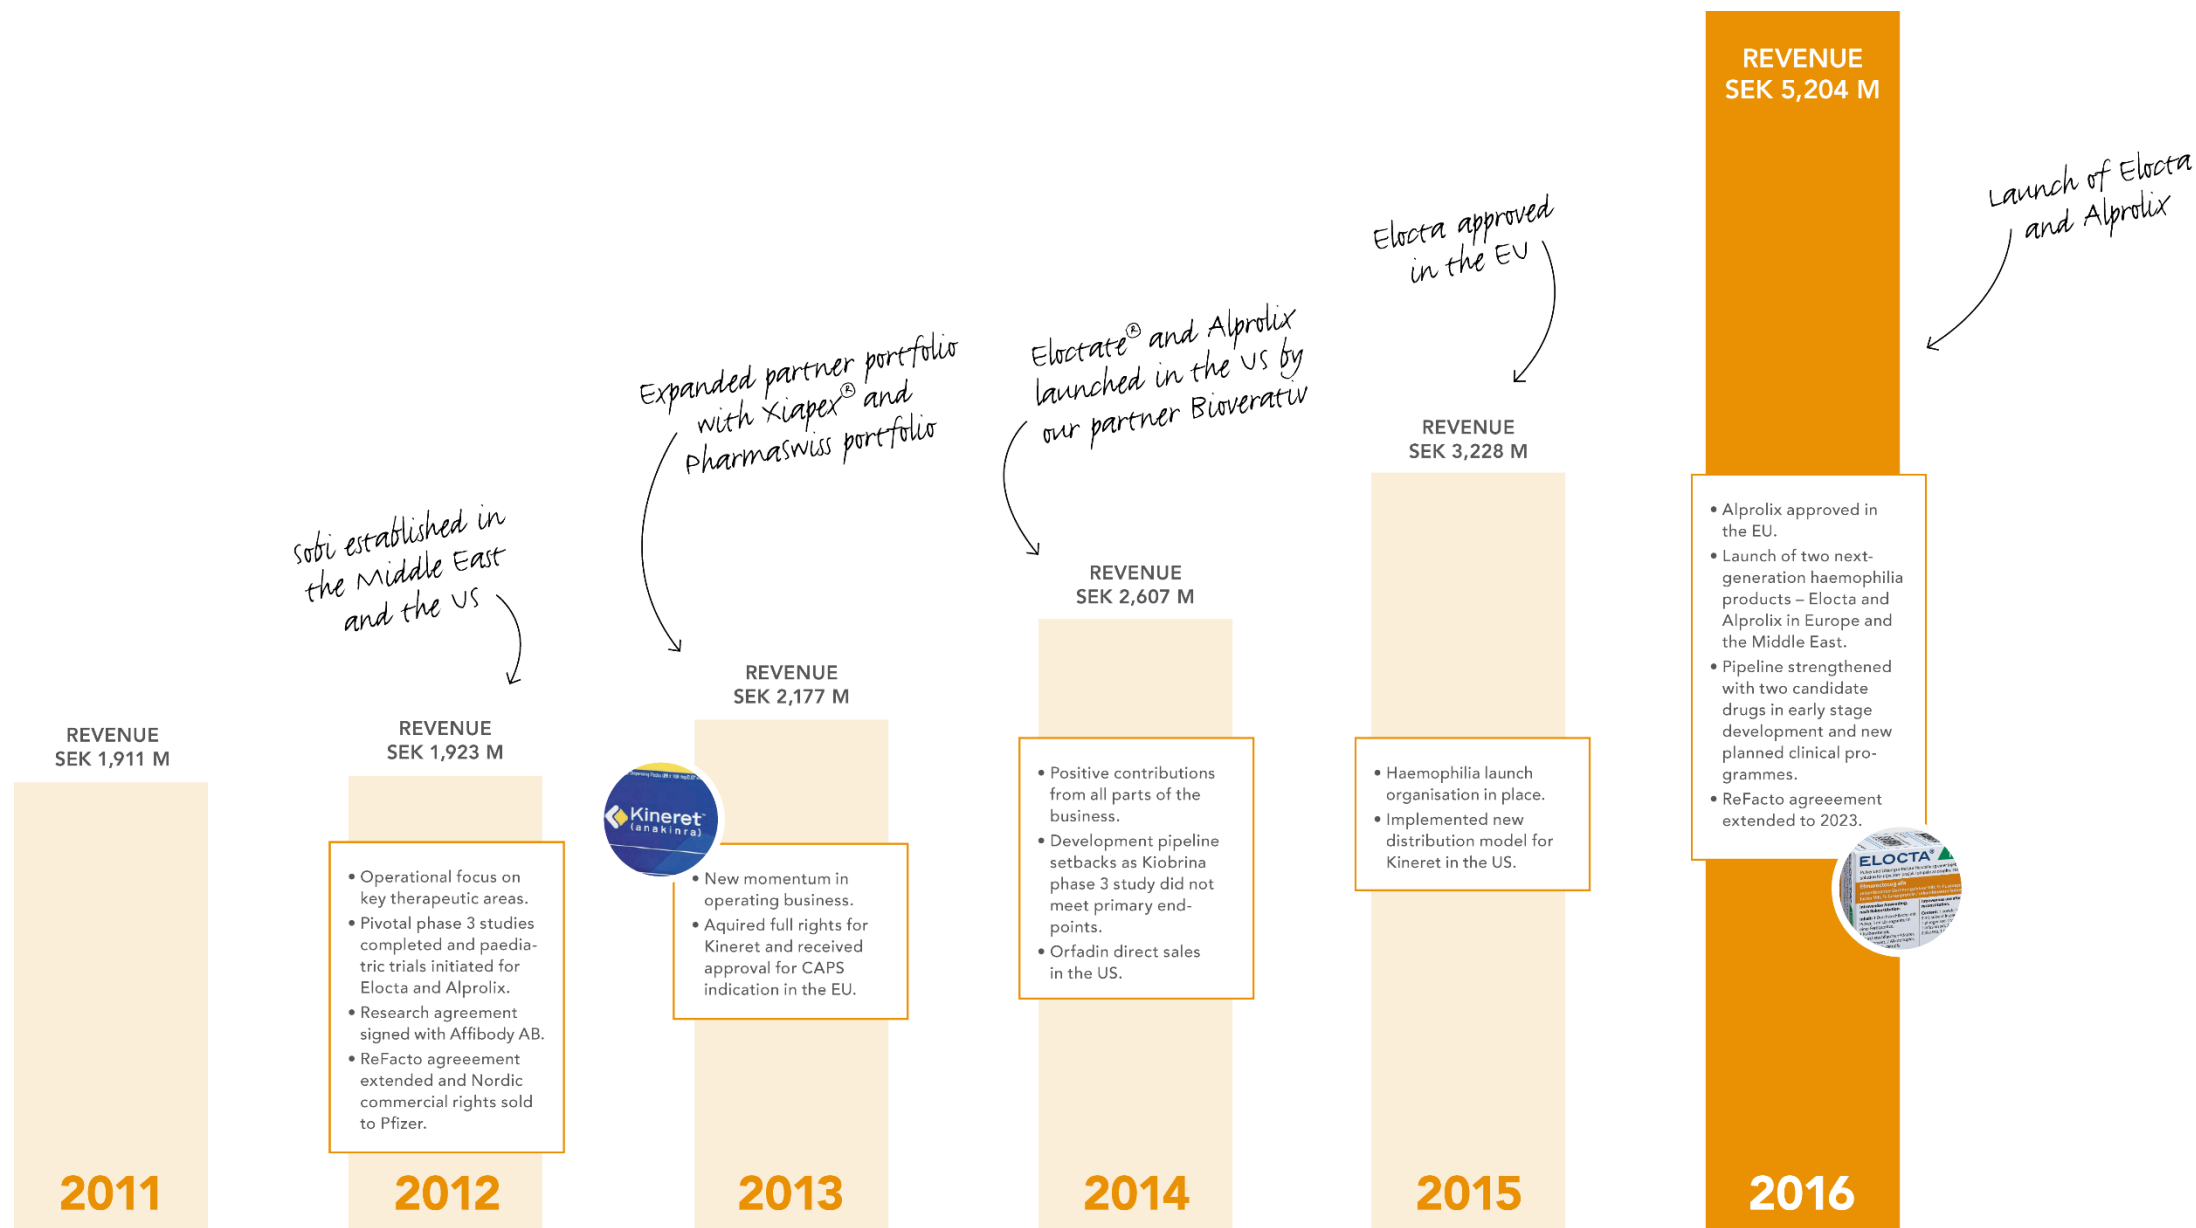 REVENUE
SEK 1,911 M
2011
Sobi established in
the Middle East
and the US
REVENUE
SEK 1,923 M
• Operational focus on
key therapeutic areas.
• Pivotal phase 3 studies
completed and paedia-
tric trials initiated for
Elocta and Alprolix.
• Research agreement
signed with Affibody AB.
• ReFacto agreeement
extended and Nordic
commercial rights sold
to Pfizer.
2012
Expanded partner portfolio
with Xiapex® and
PharmaSwiss portfolio
REVENUE
SEK 2,177 M
Kineret
(anakinra)
• New momentum in
operating business.
• Aquired full rights for
Kineret and received
approval for CAPS
indication in the EU.
2013
Eloctate® and Alprolix
launched in the US by
our partner Bioverativ
REVENUE
SEK 2,607 M
• Positive contributions
from all parts of the
business.
• Development pipeline
setbacks as Kiobrina
phase 3 study did not
meet primary end-
points.
• Orfadin direct sales
in the US.
2014
Elocta approved
in the EU
REVENUE
SEK 3,228 M
• Haemophilia launch
organisation in place.
• Implemented new
distribution model for
Kineret in the US.
2015
REVENUE
SEK 5,204 M
Launch of Elocta
and Alprolix
• Alprolix approved in
the EU.
• Launch of two next-
generation haemophilia
products – Elocta and
Alprolix in Europe and
the Middle East.
• Pipeline strengthened
with two candidate
drugs in early stage
development and new
planned clinical pro-
grammes.
• ReFacto agreeement
extended to 2023.
ELOCTA®
2016